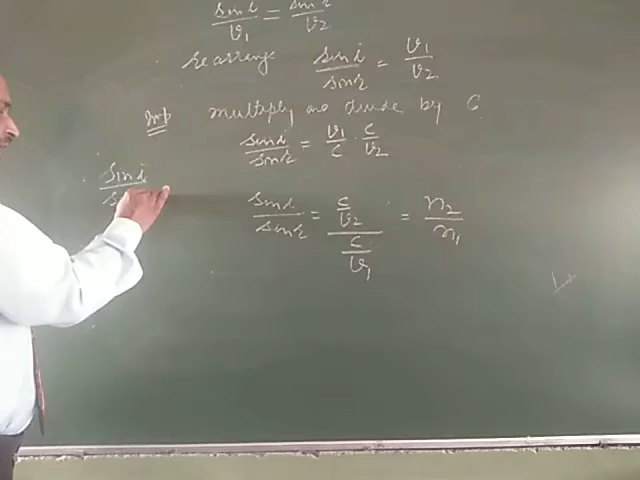 sin i / v1 = sin r / v2
rearrange sin i / sin r = v1 / v2
Imp multiply and divide by C
sin i / sin r = v1 / c . c / v2
sin i / s
sin i / sin r = (c / v2) / (c / v1) = n2 / n1